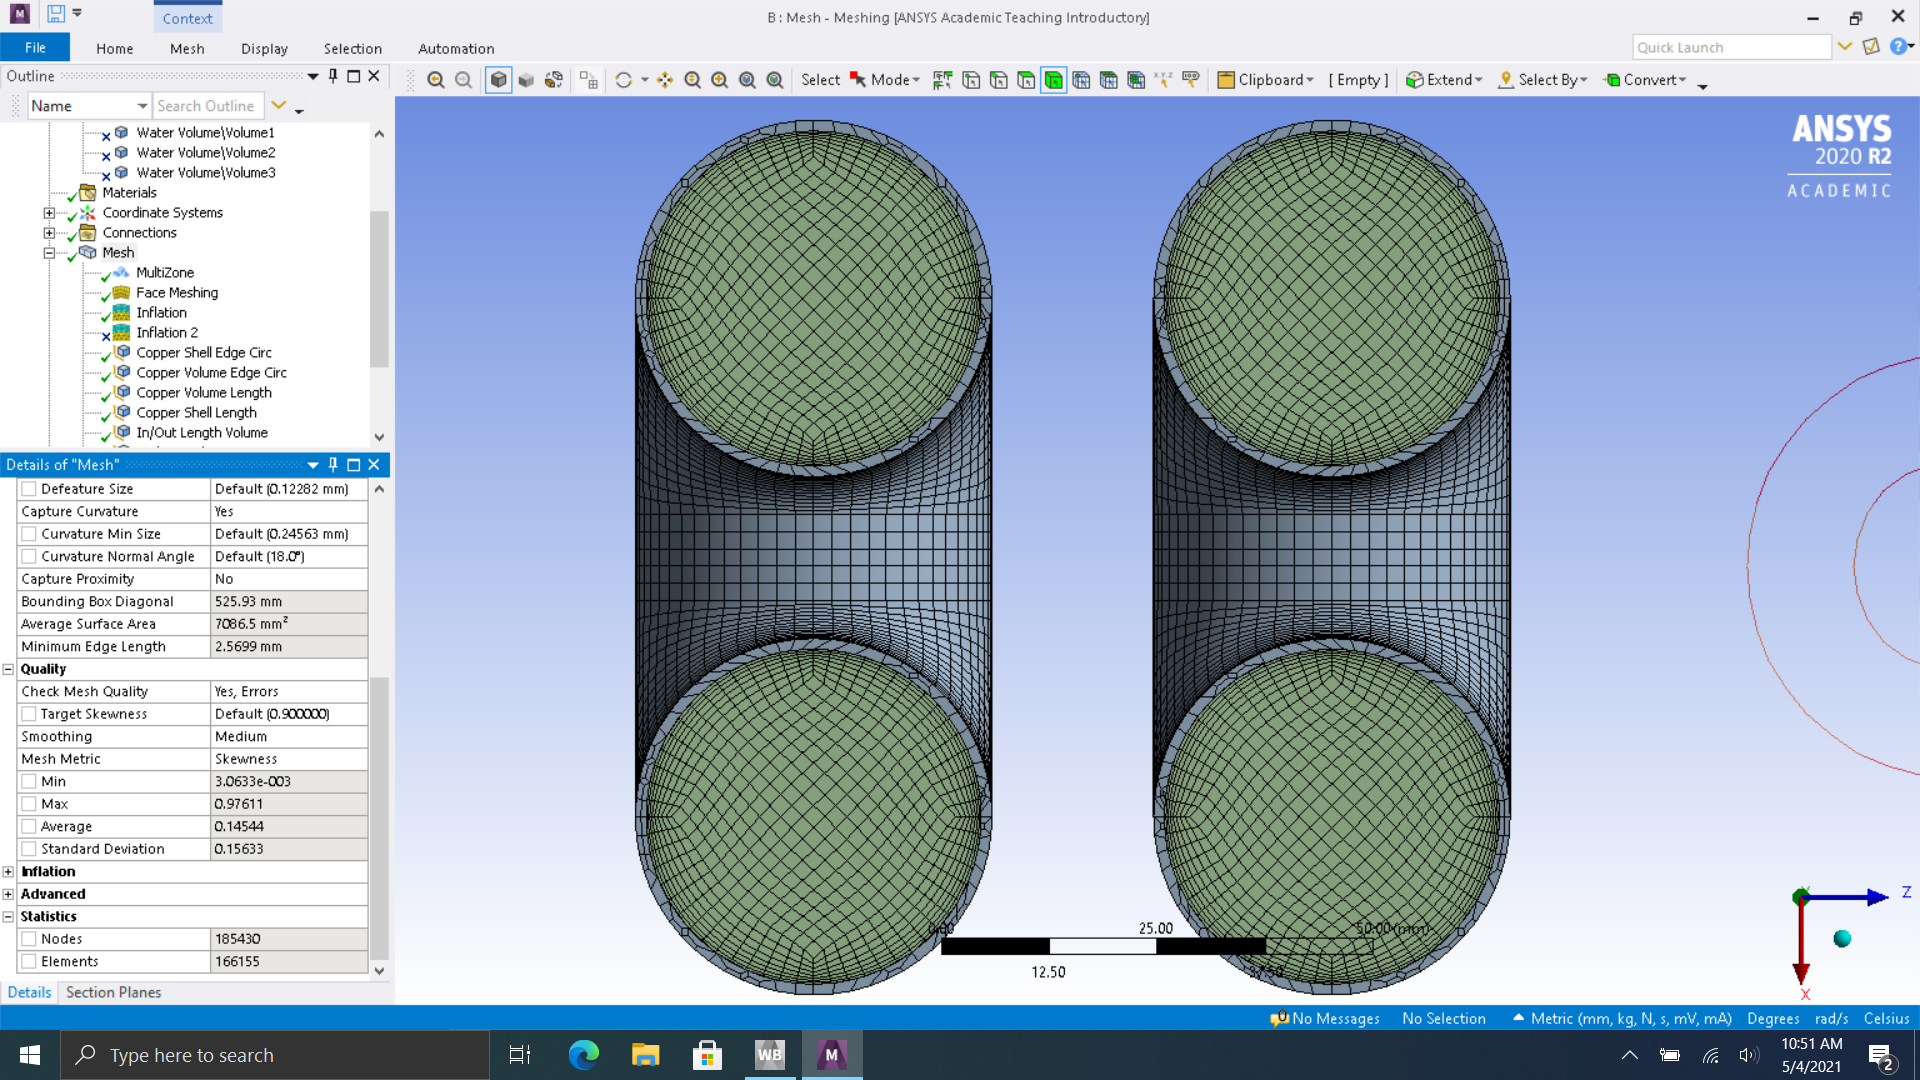 Context
B : Mesh - Meshing [ANSYS Academic Teaching Introductory]
File Home Mesh Display Selection Automation
Quick Launch
Outline
Name Search Outline
Select Mode Clipboard [ Empty ] Extend Select By Convert
Water Volume\Volume1
Water Volume\Volume2
Water Volume\Volume3
Materials
Coordinate Systems
Connections
Mesh
MultiZone
Face Meshing
Inflation
Inflation 2
Copper Shell Edge Circ
Copper Volume Edge Circ
Copper Volume Length
Copper Shell Length
In/Out Length Volume
Details of "Mesh"
Defeature Size Default (0.12282 mm)
Capture Curvature Yes
Curvature Min Size Default (0.24563 mm)
Curvature Normal Angle Default (18.0°)
Capture Proximity No
Bounding Box Diagonal 525.93 mm
Average Surface Area 7086.5 mm²
Minimum Edge Length 2.5699 mm
Quality
Check Mesh Quality Yes, Errors
Target Skewness Default (0.900000)
Smoothing Medium
Mesh Metric Skewness
Min 3.0633e-003
Max 0.97611
Average 0.14544
Standard Deviation 0.15633
Inflation
Advanced
Statistics
Nodes 185430
Elements 166155
Details Section Planes
ANSYS
2020 R2
ACADEMIC
0.00 25.00 50.00 (mm)
12.50 37.50
Z
X
0 No Messages No Selection Metric (mm, kg, N, s, mV, mA) Degrees rad/s Celsius
Type here to search
WB
M
10:51 AM
5/4/2021
2